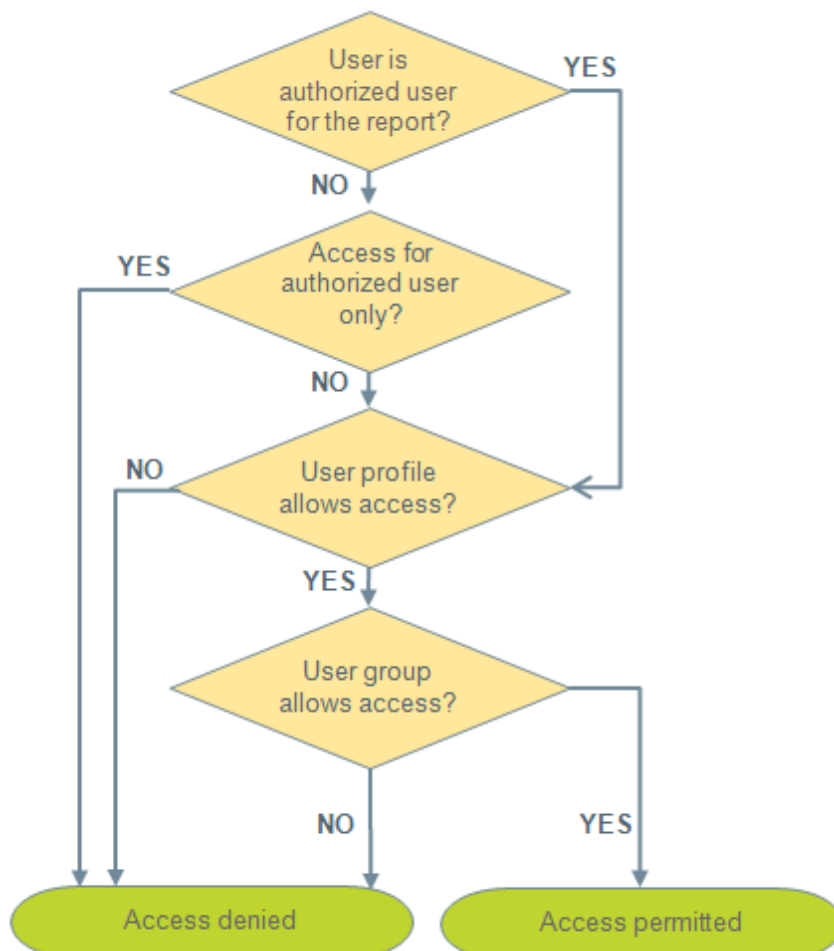 User is
authorized user
for the report?
YES
NO
Access for
authorized user
only?
YES
NO
User profile
allows access?
NO
YES
User group
allows access?
NO
YES
Access denied
Access permitted